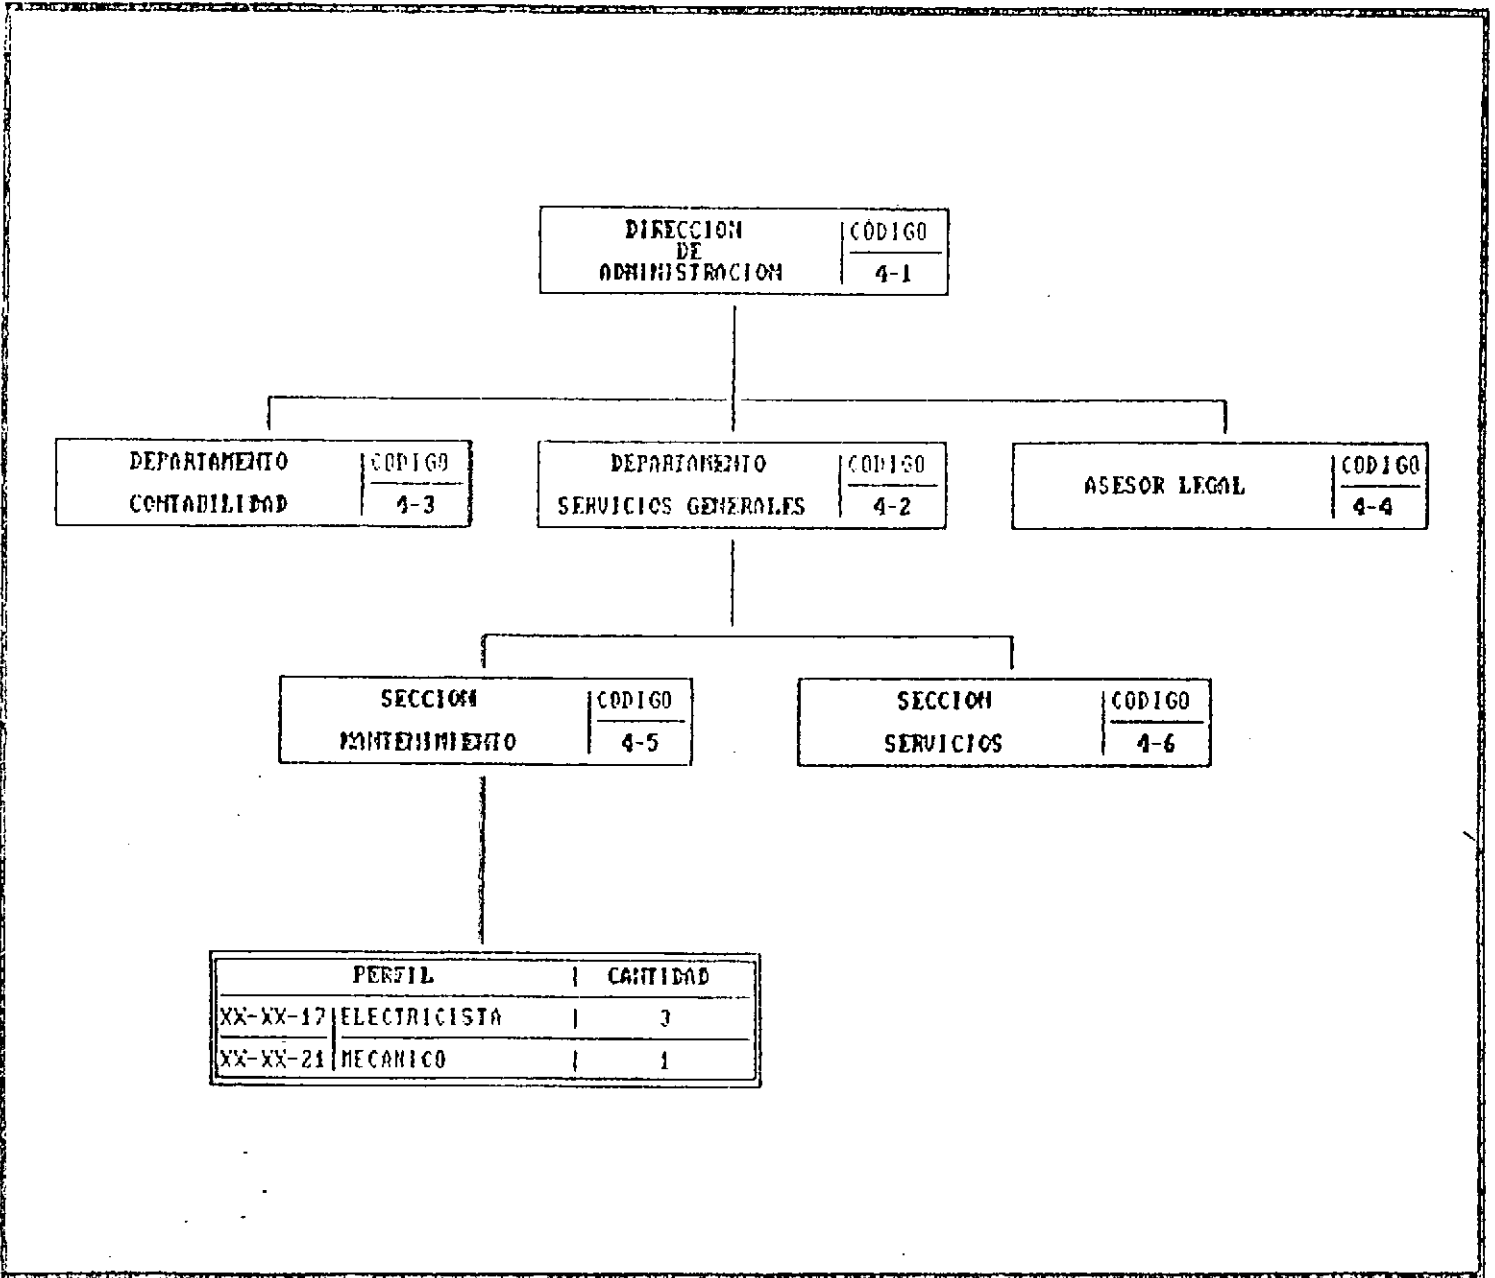 DIRECCION
DE
ADMINISTRACION
CODIGO
4-1
DEPARTAMENTO
CONTABILIDAD
CODIGO
4-3
DEPARTAMENTO
SERVICIOS GENERALES
CODIGO
4-2
ASESOR LEGAL
CODIGO
4-4
SECCION
MANTENIMIENTO
CODIGO
4-5
SECCION
SERVICIOS
CODIGO
4-6
PERFIL CANTIDAD
XX-XX-17 ELECTRICISTA 3
XX-XX-21 MECANICO 1